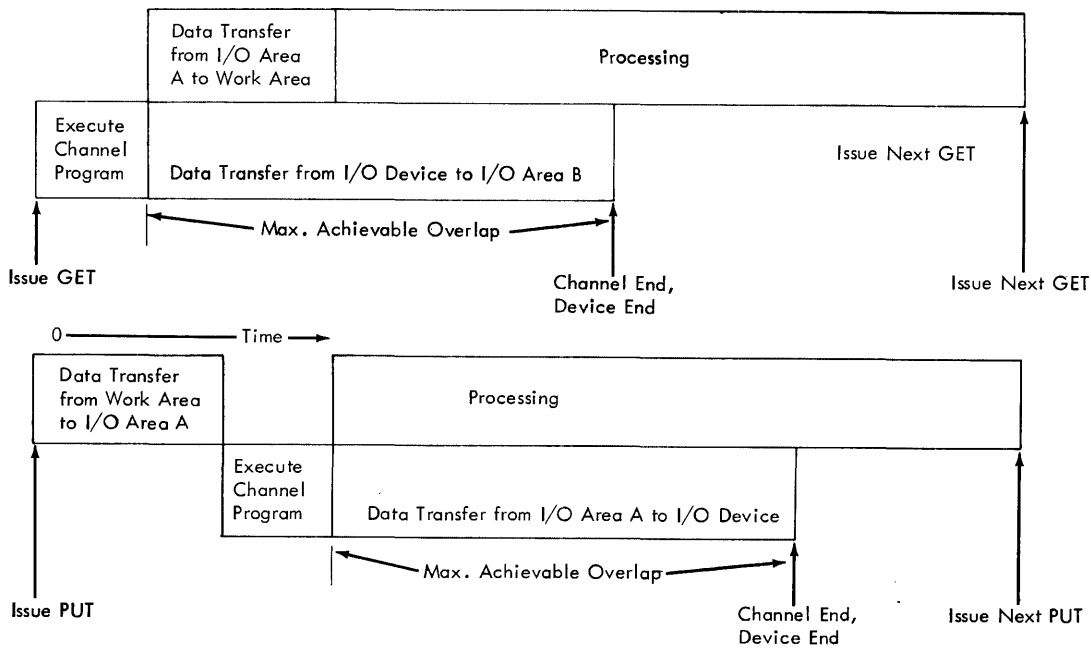 Data Transfer
from I/O Area
A to Work Area
Processing
Execute
Channel
Program
Data Transfer from I/O Device to I/O Area B
Issue Next GET
Max. Achievable Overlap
Issue GET
Channel End,
Device End
Issue Next GET
0 Time
Data Transfer
from Work Area
to I/O Area A
Processing
Execute
Channel
Program
Data Transfer from I/O Area A to I/O Device
Max. Achievable Overlap
Issue PUT
Channel End,
Device End
Issue Next PUT